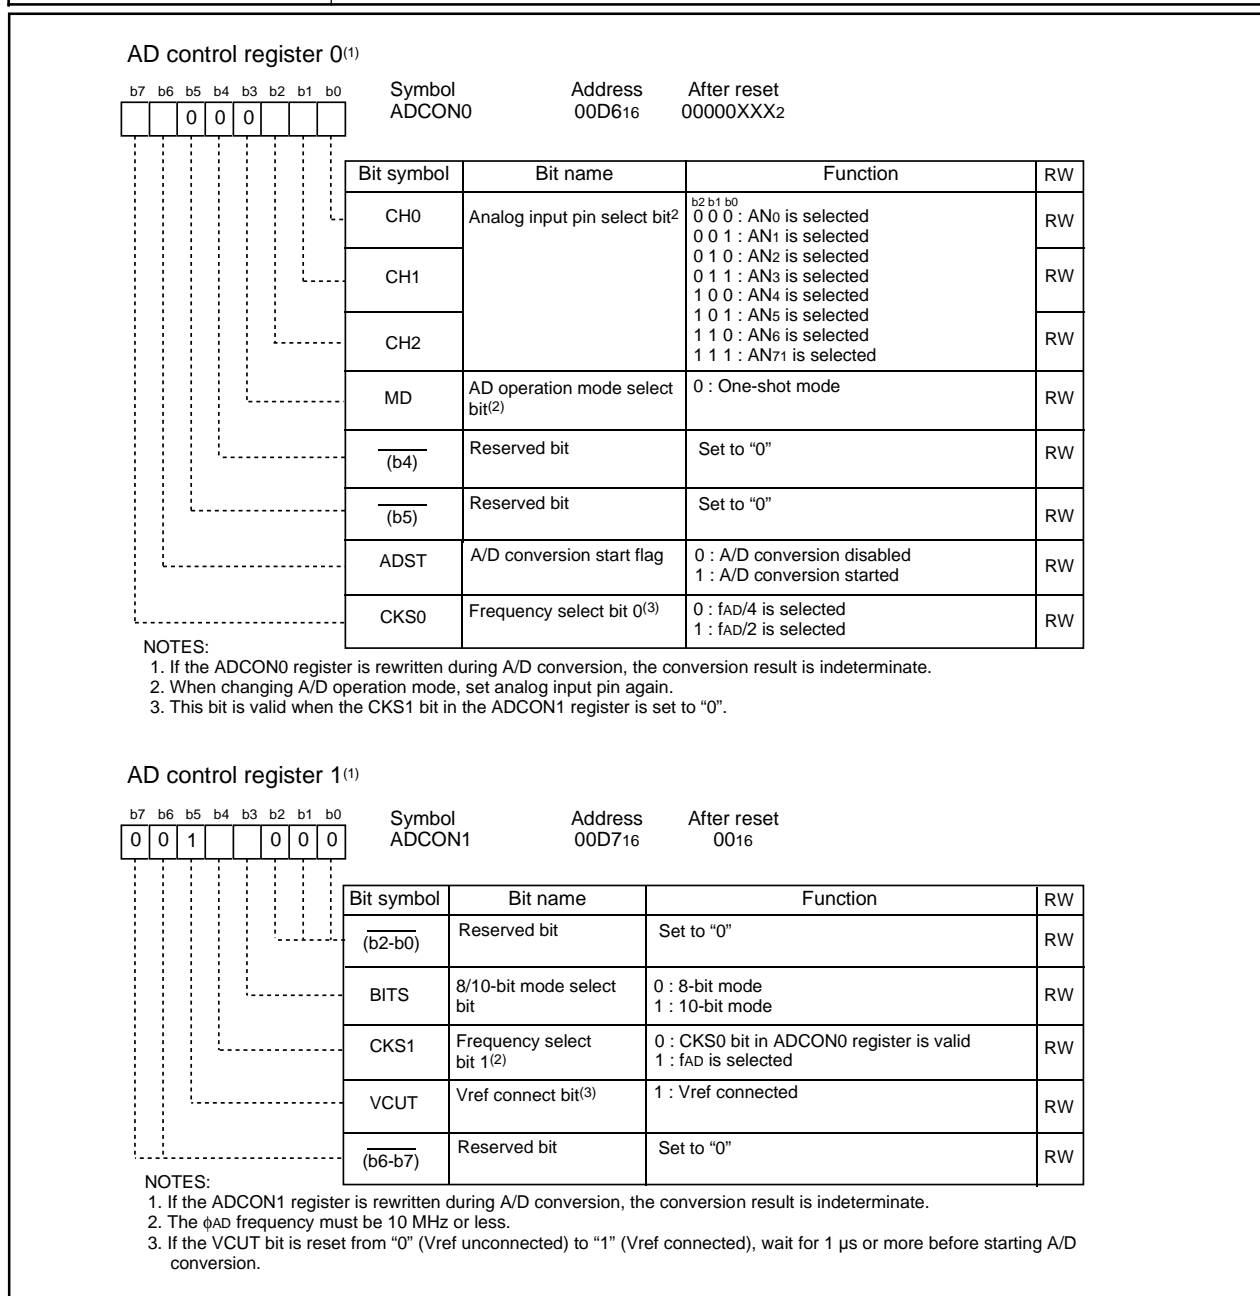 AD control register 0(1)
b7 b6 b5 b4 b3 b2 b1 b0
Symbol Address After reset
0 0 0
ADCON0 00D616 00000XXX2
Bit symbol Bit name Function RW
CH0 Analog input pin select bit2 b2 b1 b0
0 0 0 : AN0 is selected RW
0 0 1 : AN1 is selected
0 1 0 : AN2 is selected
CH1 0 1 1 : AN3 is selected RW
1 0 0 : AN4 is selected
1 0 1 : AN5 is selected
CH2 1 1 0 : AN6 is selected RW
1 1 1 : AN71 is selected
MD AD operation mode select bit(2) 0 : One-shot mode RW
(b4) Reserved bit Set to “0” RW
(b5) Reserved bit Set to “0” RW
ADST A/D conversion start flag 0 : A/D conversion disabled RW
1 : A/D conversion started
CKS0 Frequency select bit 0(3) 0 : fAD/4 is selected RW
1 : fAD/2 is selected
NOTES:
1. If the ADCON0 register is rewritten during A/D conversion, the conversion result is indeterminate.
2. When changing A/D operation mode, set analog input pin again.
3. This bit is valid when the CKS1 bit in the ADCON1 register is set to “0”.
AD control register 1(1)
b7 b6 b5 b4 b3 b2 b1 b0
Symbol Address After reset
0 0 1 0 0 0
ADCON1 00D716 0016
Bit symbol Bit name Function RW
(b2-b0) Reserved bit Set to “0” RW
BITS 8/10-bit mode select bit 0 : 8-bit mode RW
1 : 10-bit mode
CKS1 Frequency select bit 1(2) 0 : CKS0 bit in ADCON0 register is valid RW
1 : fAD is selected
VCUT Vref connect bit(3) 1 : Vref connected RW
(b6-b7) Reserved bit Set to “0” RW
NOTES:
1. If the ADCON1 register is rewritten during A/D conversion, the conversion result is indeterminate.
2. The ϕAD frequency must be 10 MHz or less.
3. If the VCUT bit is reset from “0” (Vref unconnected) to “1” (Vref connected), wait for 1 µs or more before starting A/D
conversion.